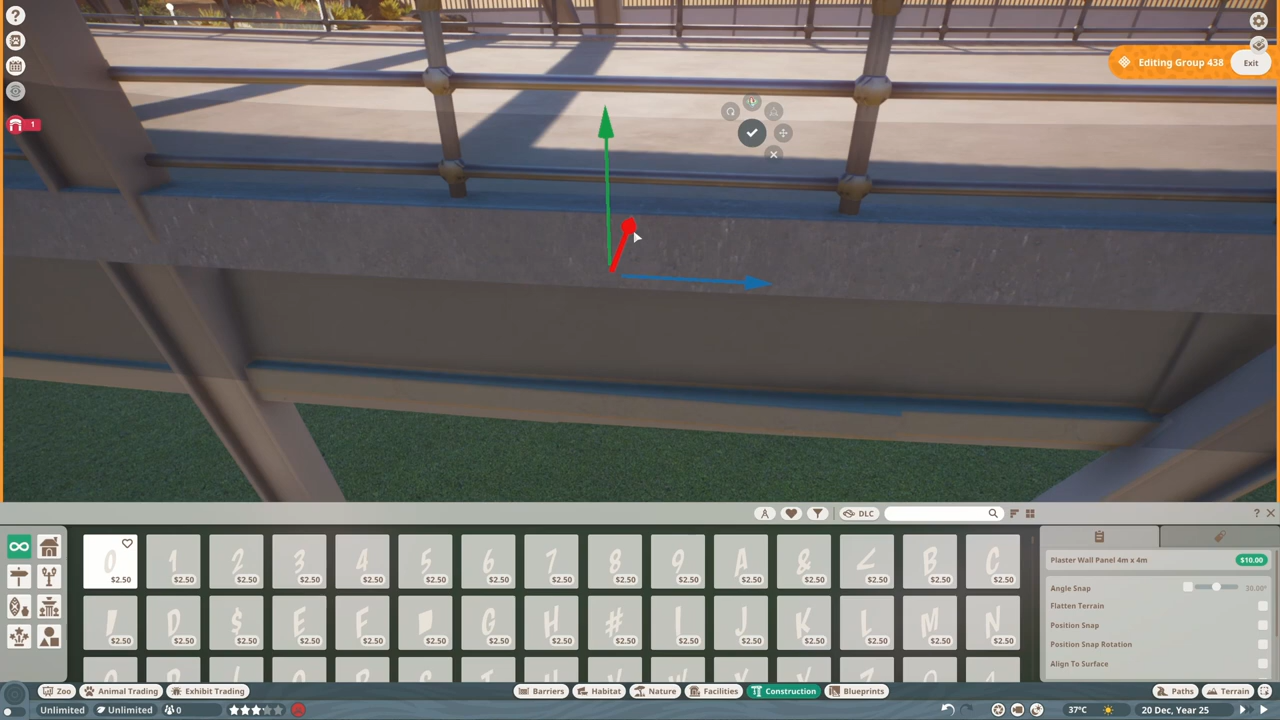 ?
Editing Group 438
Exit
1
DLC
?
0
$2.50
1
$2.50
2
$2.50
3
$2.50
4
$2.50
5
$2.50
6
$2.50
7
$2.50
8
$2.50
9
$2.50
A
$2.50
&
$2.50
$2.50
B
$2.50
C
$2.50
$2.50
D
$2.50
$
$2.50
E
$2.50
F
$2.50
$2.50
G
$2.50
H
$2.50
#
$2.50
$2.50
J
$2.50
K
$2.50
L
$2.50
M
$2.50
N
$2.50
Plaster Wall Panel 4m x 4m
$10.00
Angle Snap
30.00°
Flatten Terrain
Position Snap
Position Snap Rotation
Align To Surface
Zoo
Animal Trading
Exhibit Trading
Barriers
Habitat
Nature
Facilities
Construction
Blueprints
Paths
Terrain
Unlimited
Unlimited
0
37°C
20 Dec, Year 25